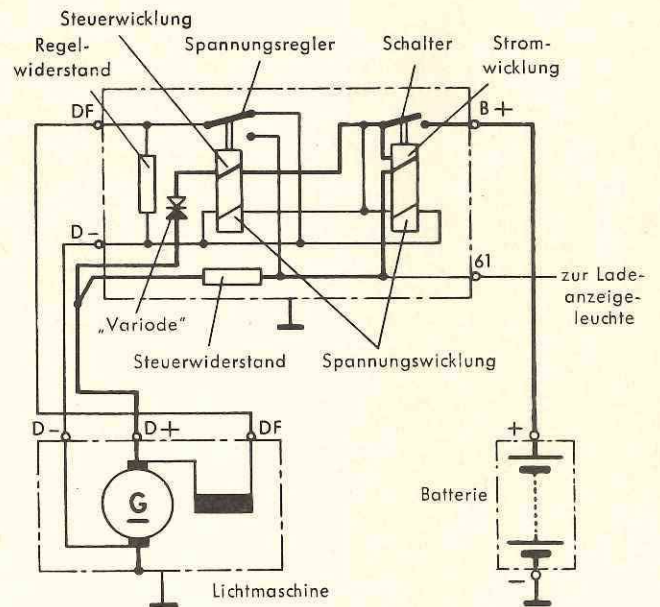 Steuerwicklung
Regel-
widerstand
Spannungsregler
Schalter
Strom-
wicklung
DF
B +
D -
61
zur Lade-
anzeige-
leuchte
„Variode"
Steuerwiderstand
Spannungswicklung
D -
D +
DF
+
G
Batterie
-
Lichtmaschine